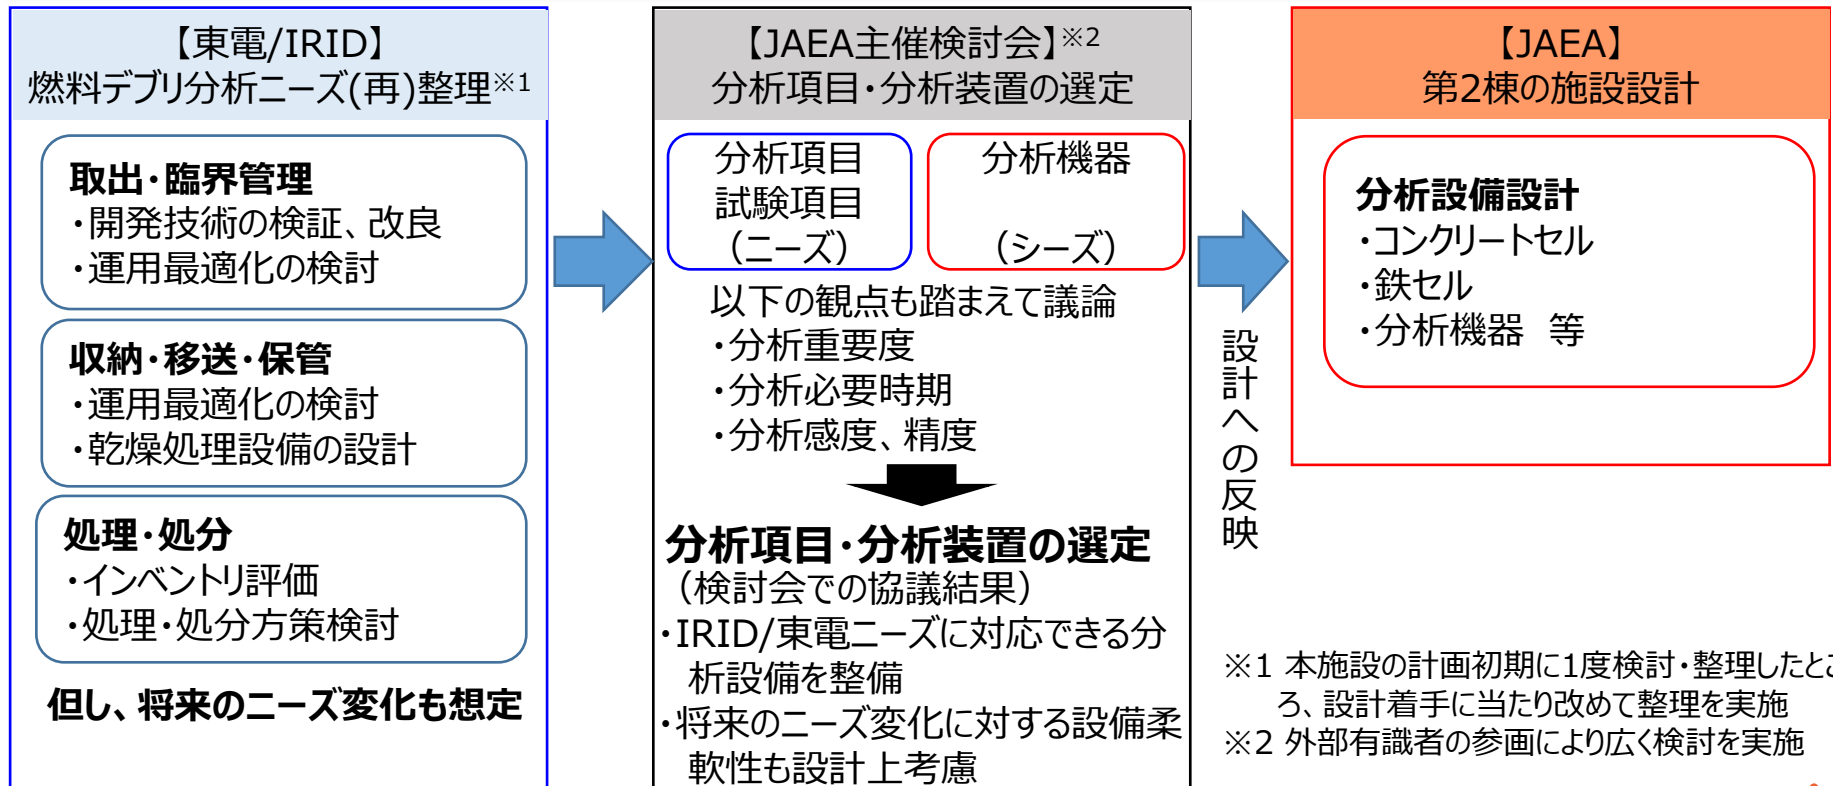 【東電/IRID】
燃料デブリ分析ニーズ(再)整理※1
取出・臨界管理
・開発技術の検証、改良
・運用最適化の検討
収納・移送・保管
・運用最適化の検討
・乾燥処理設備の設計
処理・処分
・インベントリ評価
・処理・処分方策検討
但し、将来のニーズ変化も想定
【JAEA主催検討会】※2
分析項目・分析装置の選定
分析項目
試験項目
（ニーズ）
分析機器
（シーズ）
以下の観点も踏まえて議論
・分析重要度
・分析必要時期
・分析感度、精度
分析項目・分析装置の選定
（検討会での協議結果）
・IRID/東電ニーズに対応できる分
析設備を整備
・将来のニーズ変化に対する設備柔
軟性も設計上考慮
設計への反映
【JAEA】
第2棟の施設設計
分析設備設計
・コンクリートセル
・鉄セル
・分析機器　等
※1 本施設の計画初期に1度検討・整理したとこ
ろ、設計着手に当たり改めて整理を実施
※2 外部有識者の参画により広く検討を実施